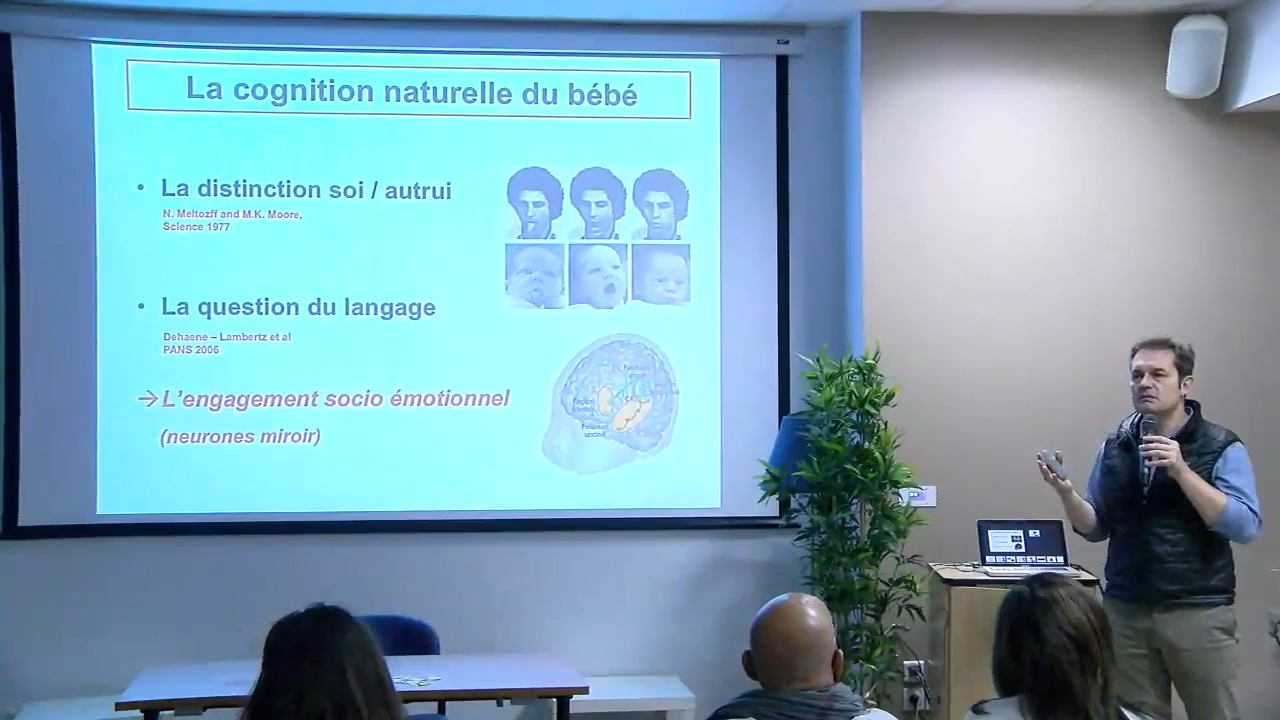 La cognition naturelle du bébé
• La distinction soi / autrui
N. Meltozff and M.K. Moore,
Science 1977
• La question du langage
Dehaene – Lambertz et al
PANS 2006
→ L'engagement socio émotionnel
(neurones miroir)